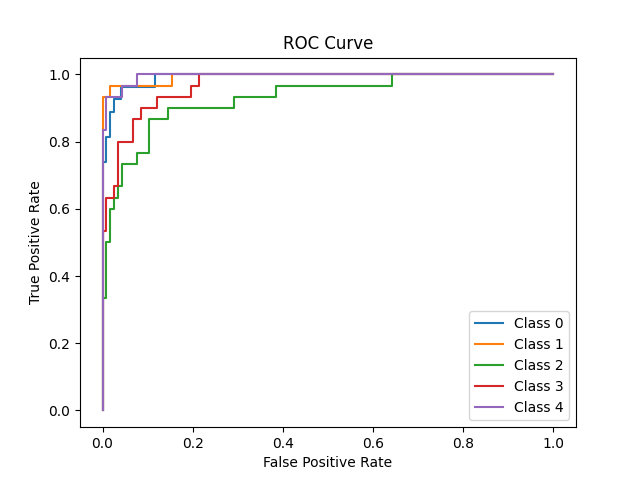 ROC Curve
True Positive Rate
1.0
0.8
0.6
0.4
0.2
0.0
0.0 0.2 0.4 0.6 0.8 1.0
False Positive Rate
Class 0
Class 1
Class 2
Class 3
Class 4